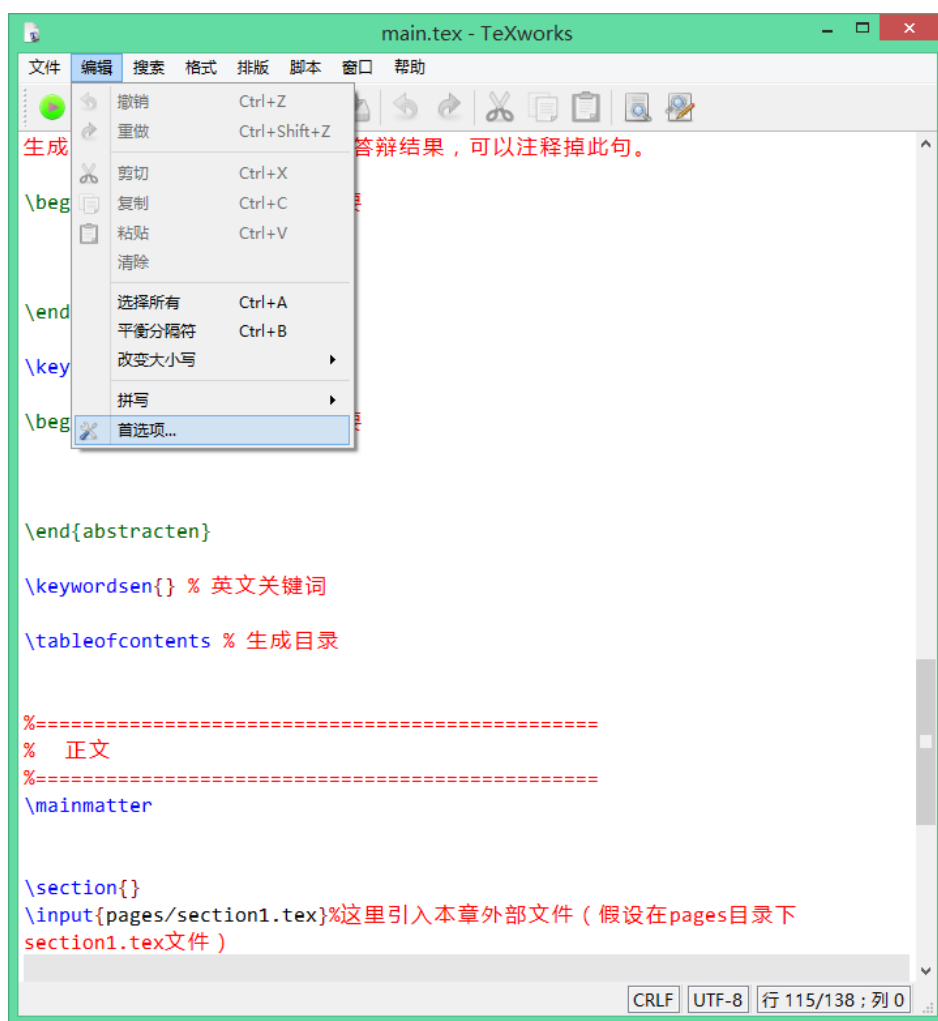 main.tex - TeXworks
文件 编辑 搜索 格式 排版 脚本 窗口 帮助
撤销 Ctrl+Z
重做 Ctrl+Shift+Z
生成 答辩结果，可以注释掉此句。
剪切 Ctrl+X
\beg 复制 Ctrl+C
粘贴 Ctrl+V
清除
选择所有 Ctrl+A
\end
平衡分隔符 Ctrl+B
改变大小写
\key
拼写
\beg 首选项...
\end{abstracten}
\keywordsen{} % 英文关键词
\tableofcontents % 生成目录
%================================================
% 正文
%================================================
\mainmatter
\section{}
\input{pages/section1.tex}%这里引入本章外部文件（假设在pages目录下
section1.tex文件）
CRLF UTF-8 行 115/138；列 0